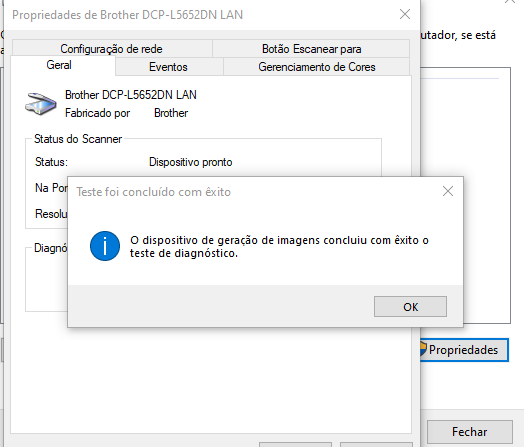 Propriedades de Brother DCP-L5652DN LAN
utador, se está
Configuração de rede
Botão Escanear para
Geral
Eventos
Gerenciamento de Cores
Brother DCP-L5652DN LAN
Fabricado por Brother
Status do Scanner
Status: Dispositivo pronto
Na Por
Resolu
Diagnó
Teste foi concluído com êxito
O dispositivo de geração de imagens concluiu com êxito o
teste de diagnóstico.
OK
Propriedades
Fechar